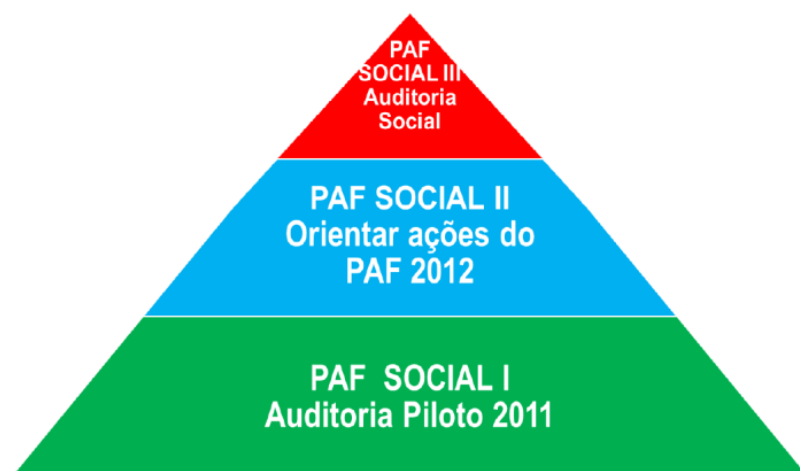 PAF
SOCIAL III
Auditoria
Social
PAF SOCIAL II
Orientar ações do
PAF 2012
PAF SOCIAL I
Auditoria Piloto 2011